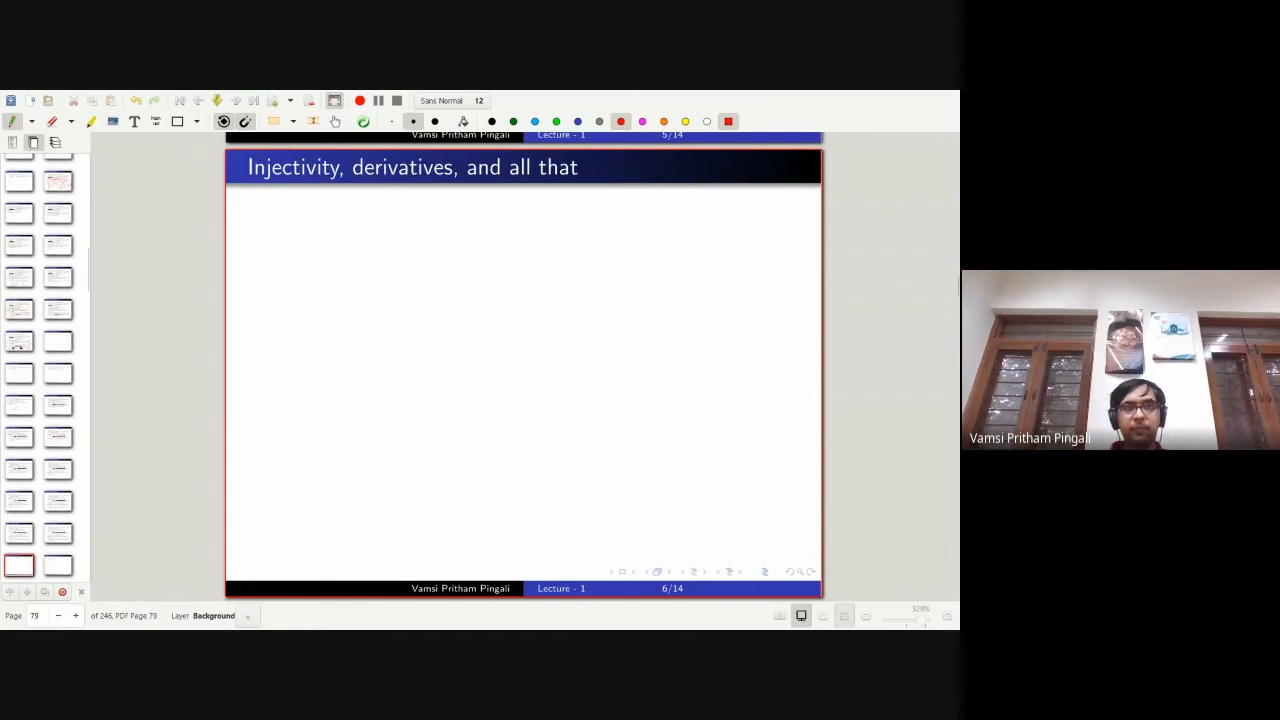 Sans Normal 12
Vamsi Pritham Pingali Lecture - 1 5/14
Injectivity, derivatives, and all that
Vamsi Pritham Pingali
Vamsi Pritham Pingali Lecture - 1 6/14
Page 79 of 246, PDF Page 79 Layer Background
328%